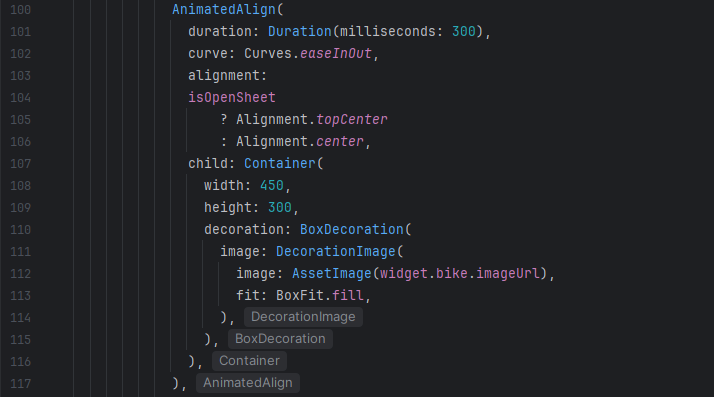 100 AnimatedAlign(
101 duration: Duration(milliseconds: 300),
102 curve: Curves.easeInOut,
103 alignment:
104 isOpenSheet
105 ? Alignment.topCenter
106 : Alignment.center,
107 child: Container(
108 width: 450,
109 height: 300,
110 decoration: BoxDecoration(
111 image: DecorationImage(
112 image: AssetImage(widget.bike.imageUrl),
113 fit: BoxFit.fill,
114 ), DecorationImage
115 ), BoxDecoration
116 ), Container
117 ), AnimatedAlign